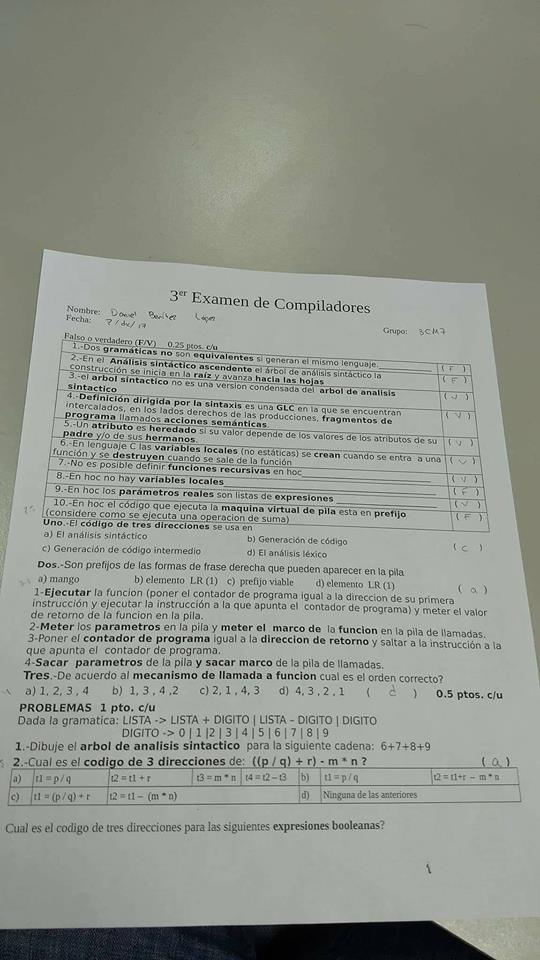 3er Examen de Compiladores
Nombre: Daniel Benítez López
Fecha: 7/dic/17
Grupo: 3CM7
Falso o verdadero (F/V) 0.25 ptos. c/u
1.-Dos gramáticas no son equivalentes si generan el mismo lenguaje. ( F )
2.-En el Análisis sintáctico ascendente el árbol de análisis sintáctico la
construcción se inicia en la raíz y avanza hacia las hojas ( F )
3.-el arbol sintactico no es una version condensada del arbol de analisis
sintactico ( V )
4.-Definición dirigida por la sintaxis es una GLC en la que se encuentran
intercalados, en los lados derechos de las producciones, fragmentos de
programa llamados acciones semánticas. ( V )
5.-Un atributo es heredado si su valor depende de los valores de los atributos de su
padre y/o de sus hermanos. ( V )
6.-En lenguaje C las variables locales (no estáticas) se crean cuando se entra a una
función y se destruyen cuando se sale de la función ( V )
7.-No es posible definir funciones recursivas en hoc ( V )
8.-En hoc no hay variables locales ( F )
9.-En hoc los parámetros reales son listas de expresiones ( V )
10.-En hoc el código que ejecuta la maquina virtual de pila esta en prefijo
(considere como se ejecuta una operacion de suma) ( F )
Uno.-El código de tres direcciones se usa en
a) El análisis sintáctico b) Generación de código
c) Generación de código intermedio d) El análisis léxico ( c )
Dos.-Son prefijos de las formas de frase derecha que pueden aparecer en la pila
a) mango b) elemento LR (1) c) prefijo viable d) elemento LR (1) ( a )
1-Ejecutar la funcion (poner el contador de programa igual a la direccion de su primera
instrucción y ejecutar la instrucción a la que apunta el contador de programa) y meter el valor
de retorno de la funcion en la pila.
2-Meter los parametros en la pila y meter el marco de la funcion en la pila de llamadas.
3-Poner el contador de programa igual a la direccion de retorno y saltar a la instrucción a la
que apunta el contador de programa.
4-Sacar parametros de la pila y sacar marco de la pila de llamadas.
Tres.-De acuerdo al mecanismo de llamada a funcion cual es el orden correcto?
a) 1, 2, 3 , 4 b) 1, 3 , 4 ,2 c) 2, 1 , 4, 3 d) 4, 3 , 2 , 1 ( ) 0.5 ptos. c/u
PROBLEMAS 1 pto. c/u
Dada la gramatica: LISTA -> LISTA + DIGITO | LISTA – DIGITO | DIGITO
DIGITO -> 0 | 1 |2 | 3 | 4 | 5 | 6 | 7 | 8 | 9
1.-Dibuje el arbol de analisis sintactico para la siguiente cadena: 6+7+8+9
2.-Cual es el codigo de 3 direcciones de: ((p / q) + r) - m * n ? ( a )
a) t1 = p / q t2 = t1 + r t3 = m * n t4 = t2 – t3 b) t1 = p / q t2 = t1+r – m * n
c) t1 = (p / q) + r t2 = t1 – (m * n) d) Ninguna de las anteriores
Cual es el codigo de tres direcciones para las siguientes expresiones booleanas?
1